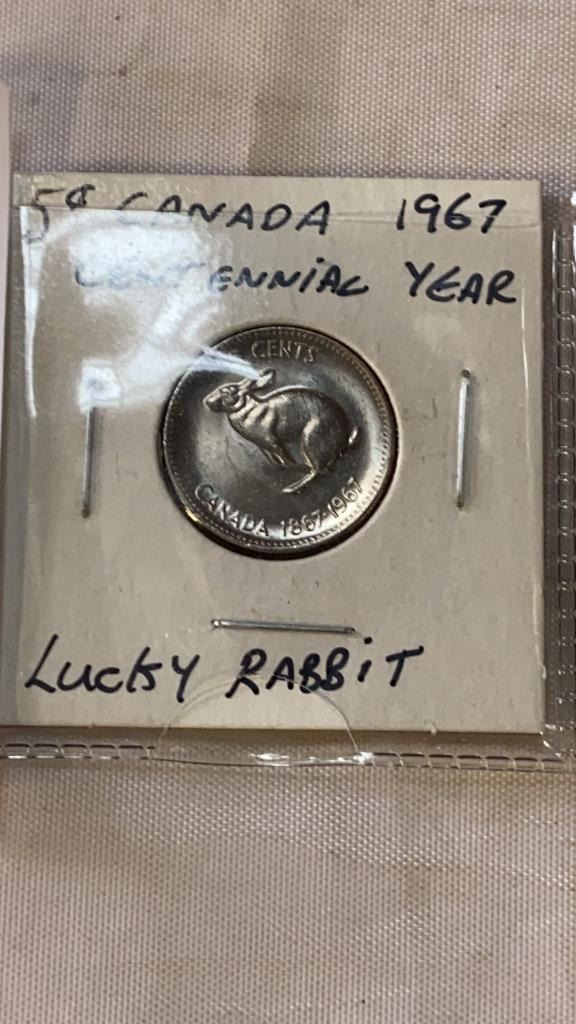 5¢ CANADA 1967
CENTENNIAL YEAR
CENTS
CANADA 1867-1967
LUCKY RABBIT